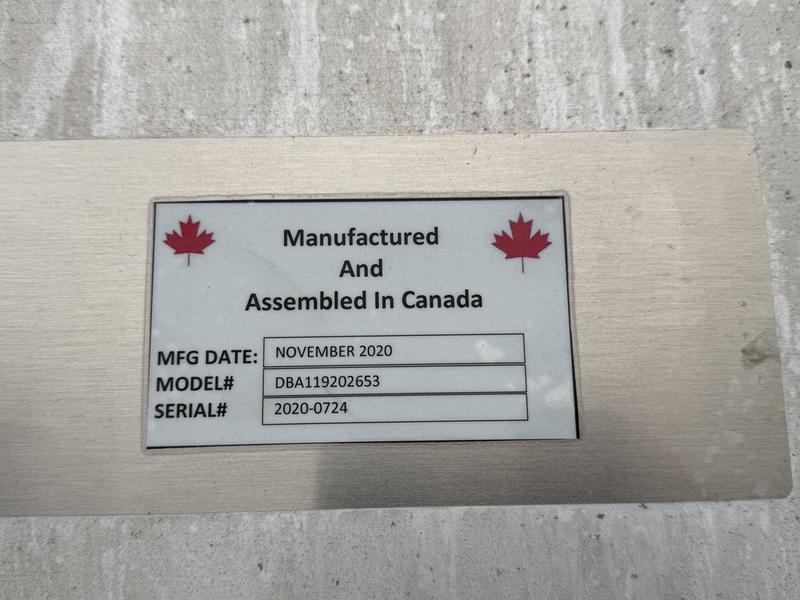 Manufactured
And
Assembled In Canada
MFG DATE: NOVEMBER 2020
MODEL# DBA119202653
SERIAL# 2020-0724